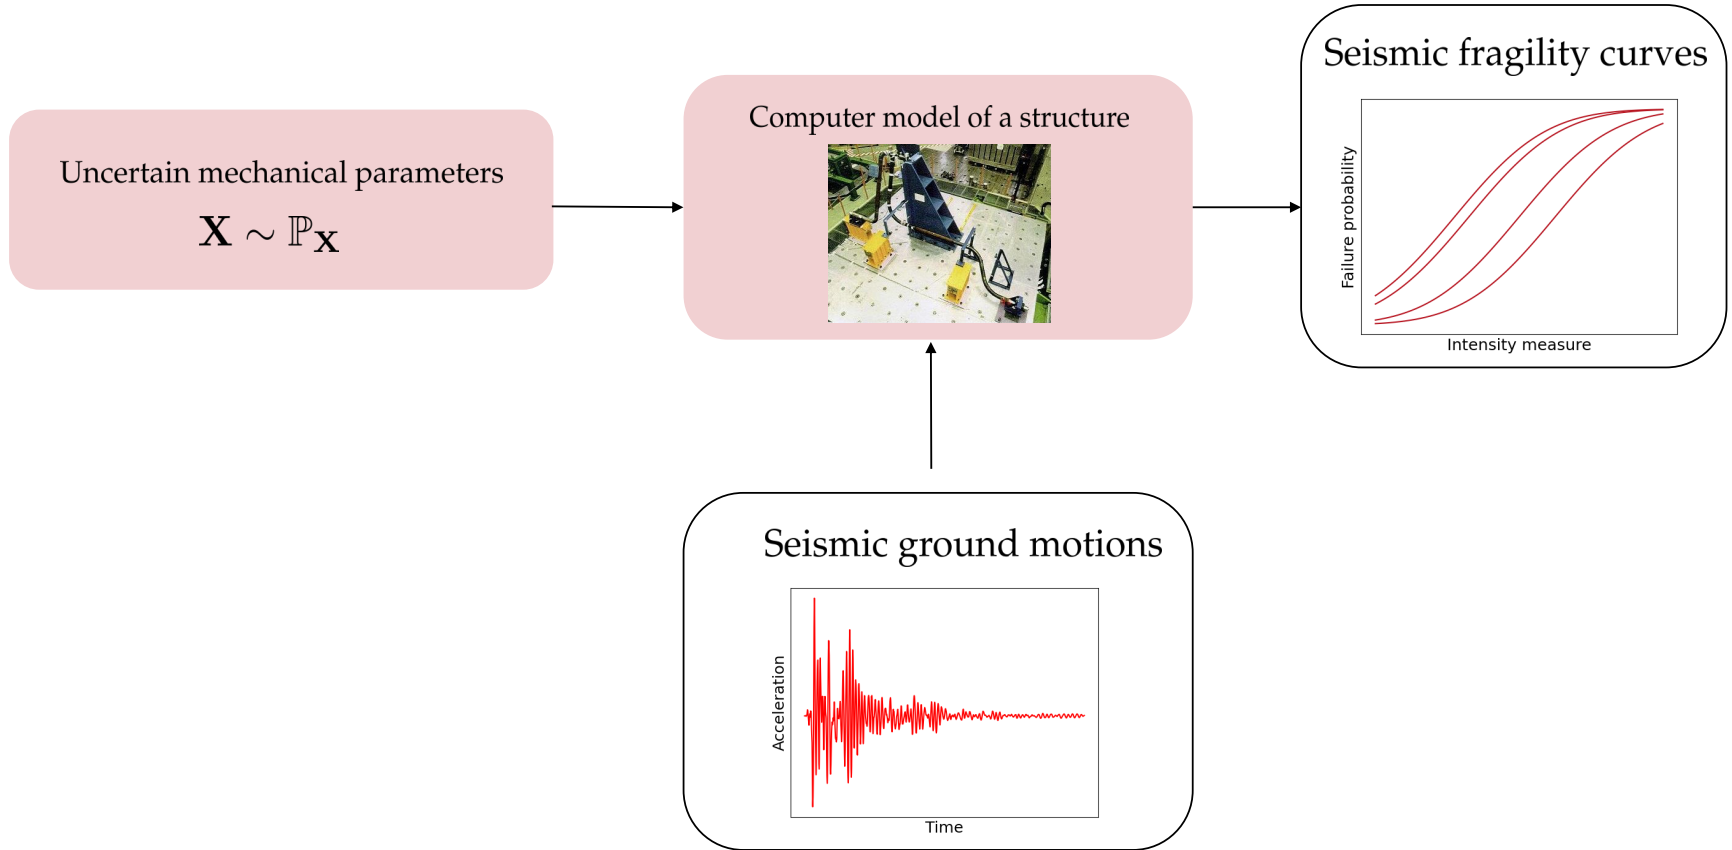 Seismic fragility curves
Failure probability
Intensity measure
Computer model of a structure
Uncertain mechanical parameters
X ∼ ℙ_X
Seismic ground motions
Acceleration
Time